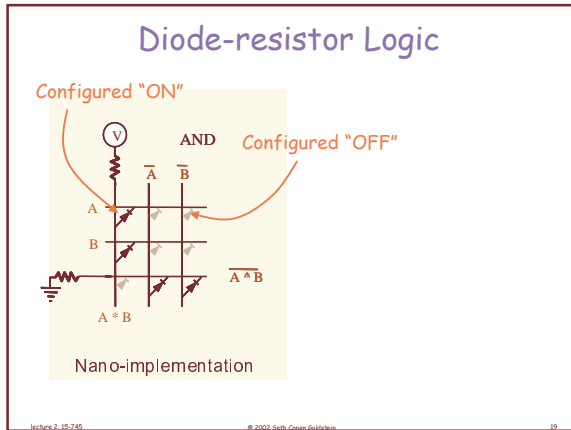 Diode-resistor Logic
Configured “ON”
V
AND
Configured “OFF”
A̅
B̅
A
B
A̅ ̅^̅ ̅B̅
A * B
Nano-implementation
lecture 2, 15-745
© 2002 Seth Copen Goldstein
19